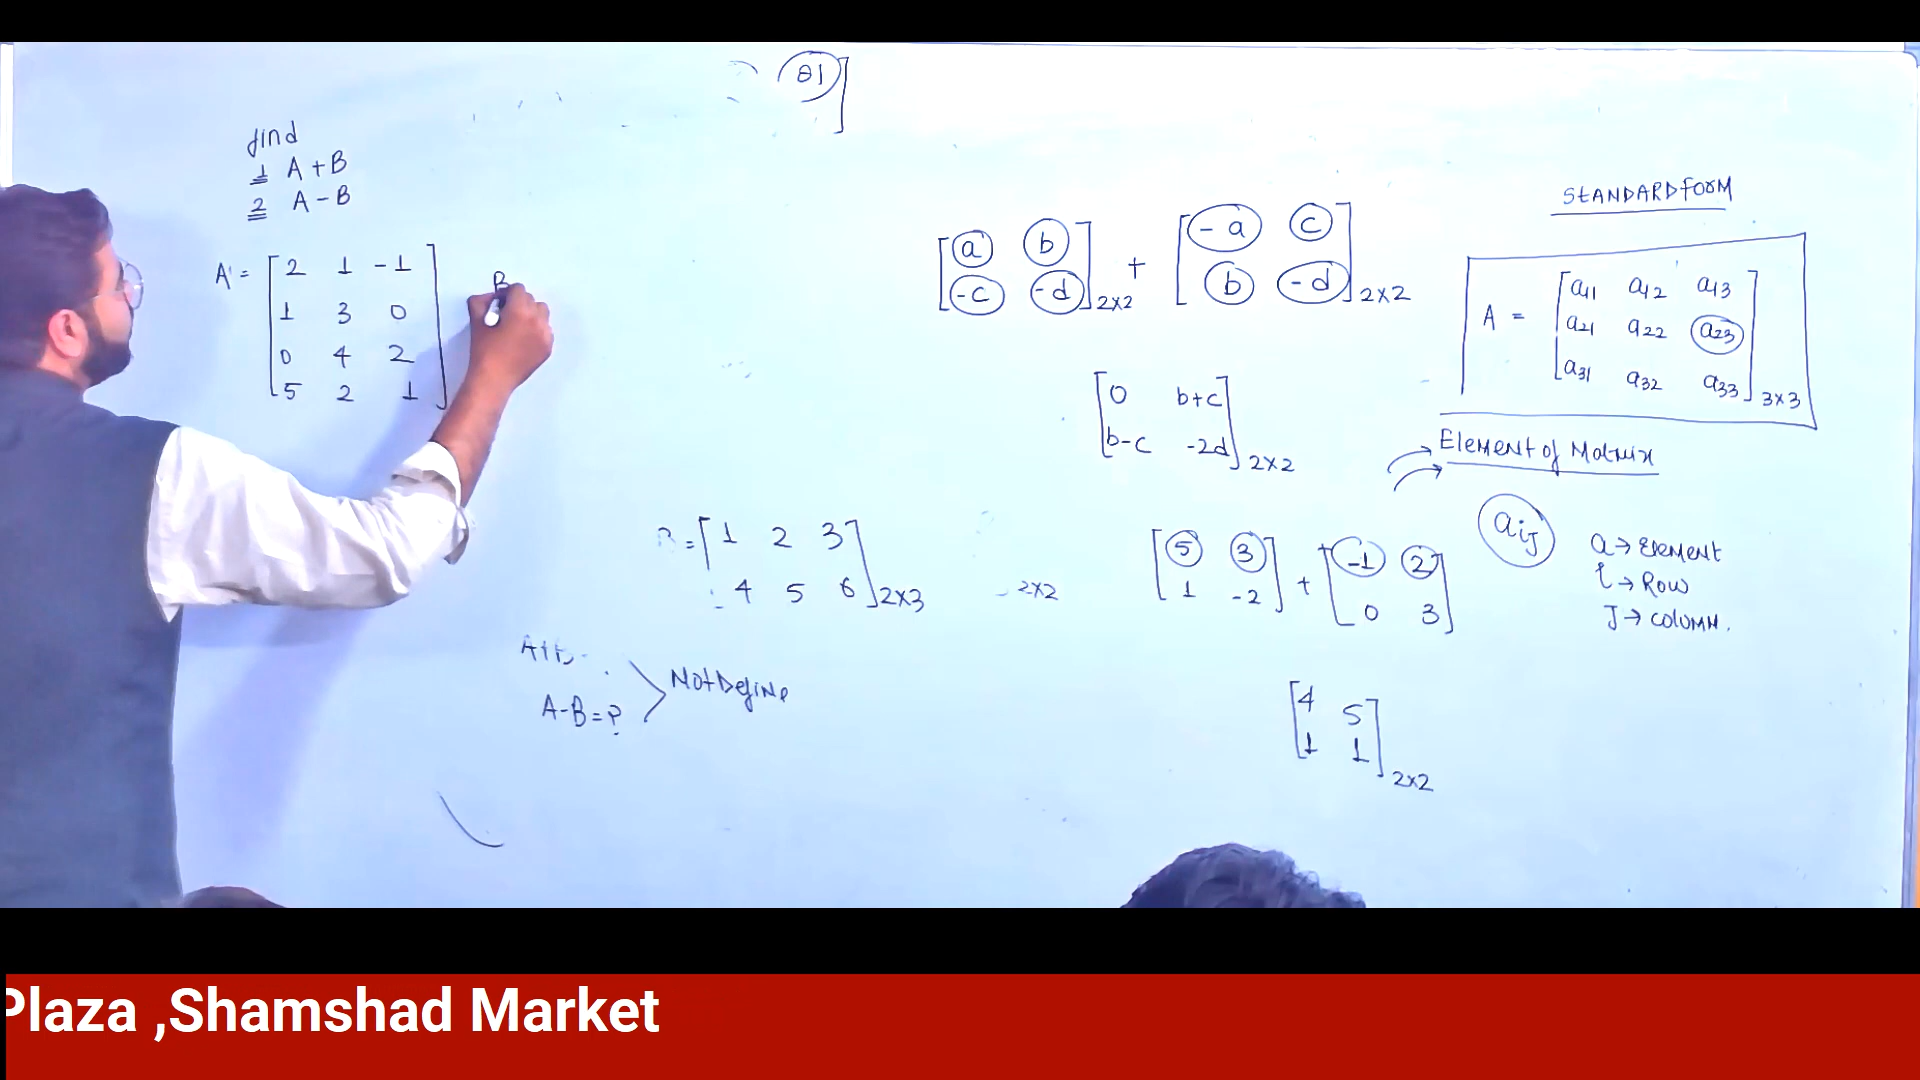 01
find
1 A + B
2 A - B
A' = [ 2 1 -1
1 3 0
0 4 2
5 2 1 ]
B
[ a b
-c -d ] 2x2 + [ -a c
b -d ] 2x2
[ 0 b+c
b-c -2d ] 2x2
= [ 1 2 3
4 5 6 ] 2x3
2x2
A-B=?
Not Define
[ 5 3
1 -2 ] + [ -1 2
0 3 ]
[ 4 5
1 1 ] 2x2
STANDARD FORM
A = [ a11 a12 a13
a21 a22 a23
a31 a32 a33 ] 3x3
Element of Matrix
aij
a → Element
i → Row
J → column.
Plaza ,Shamshad Market